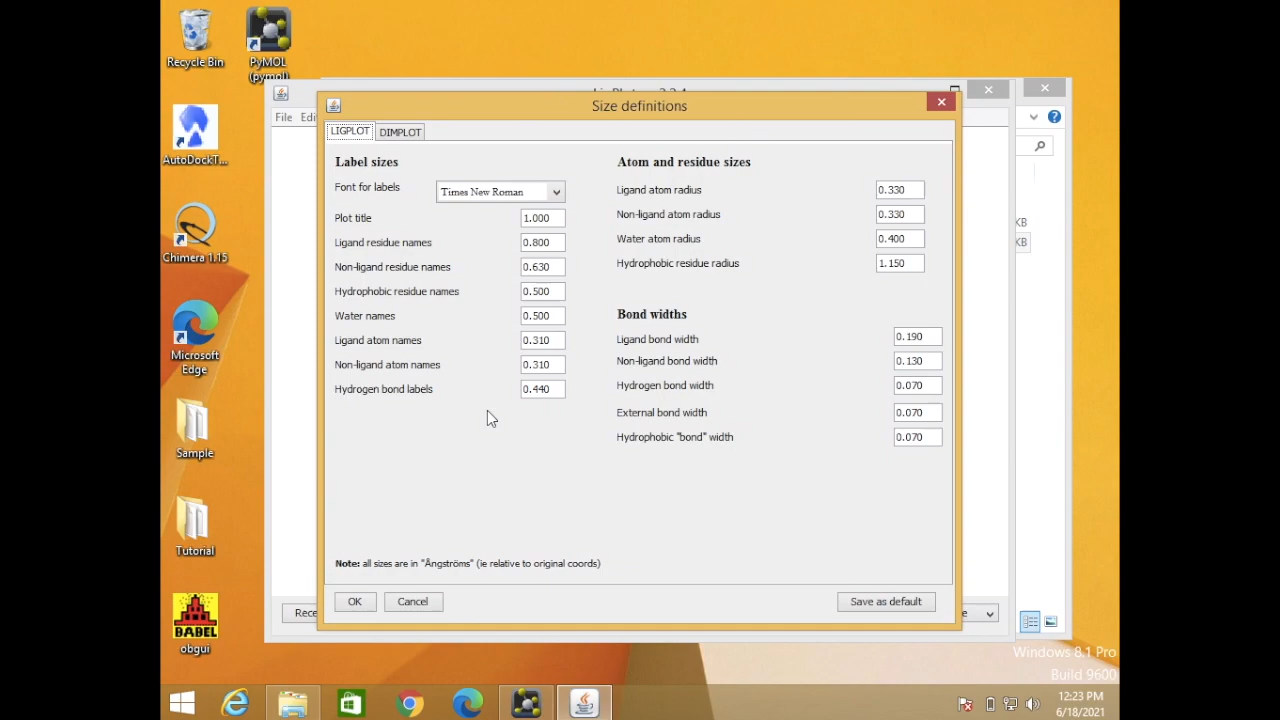 Recycle Bin
PyMOL
(pymol)
AutoDockT...
Chimera 1.15
Microsoft
Edge
Sample
Tutorial
BABEL
obgui
File Edi
Size definitions
LIGPLOT DIMPLOT
Label sizes
Font for labels Times New Roman
Plot title 1.000
Ligand residue names 0.800
Non-ligand residue names 0.630
Hydrophobic residue names 0.500
Water names 0.500
Ligand atom names 0.310
Non-ligand atom names 0.310
Hydrogen bond labels 0.440
Atom and residue sizes
Ligand atom radius 0.330
Non-ligand atom radius 0.330
Water atom radius 0.400
Hydrophobic residue radius 1.150
Bond widths
Ligand bond width 0.190
Non-ligand bond width 0.130
Hydrogen bond width 0.070
External bond width 0.070
Hydrophobic "bond" width 0.070
Note: all sizes are in "Ångströms" (ie relative to original coords)
OK Cancel Save as default
Rece
e
KB
KB
Windows 8.1 Pro
Build 9600
12:23 PM
6/18/2021